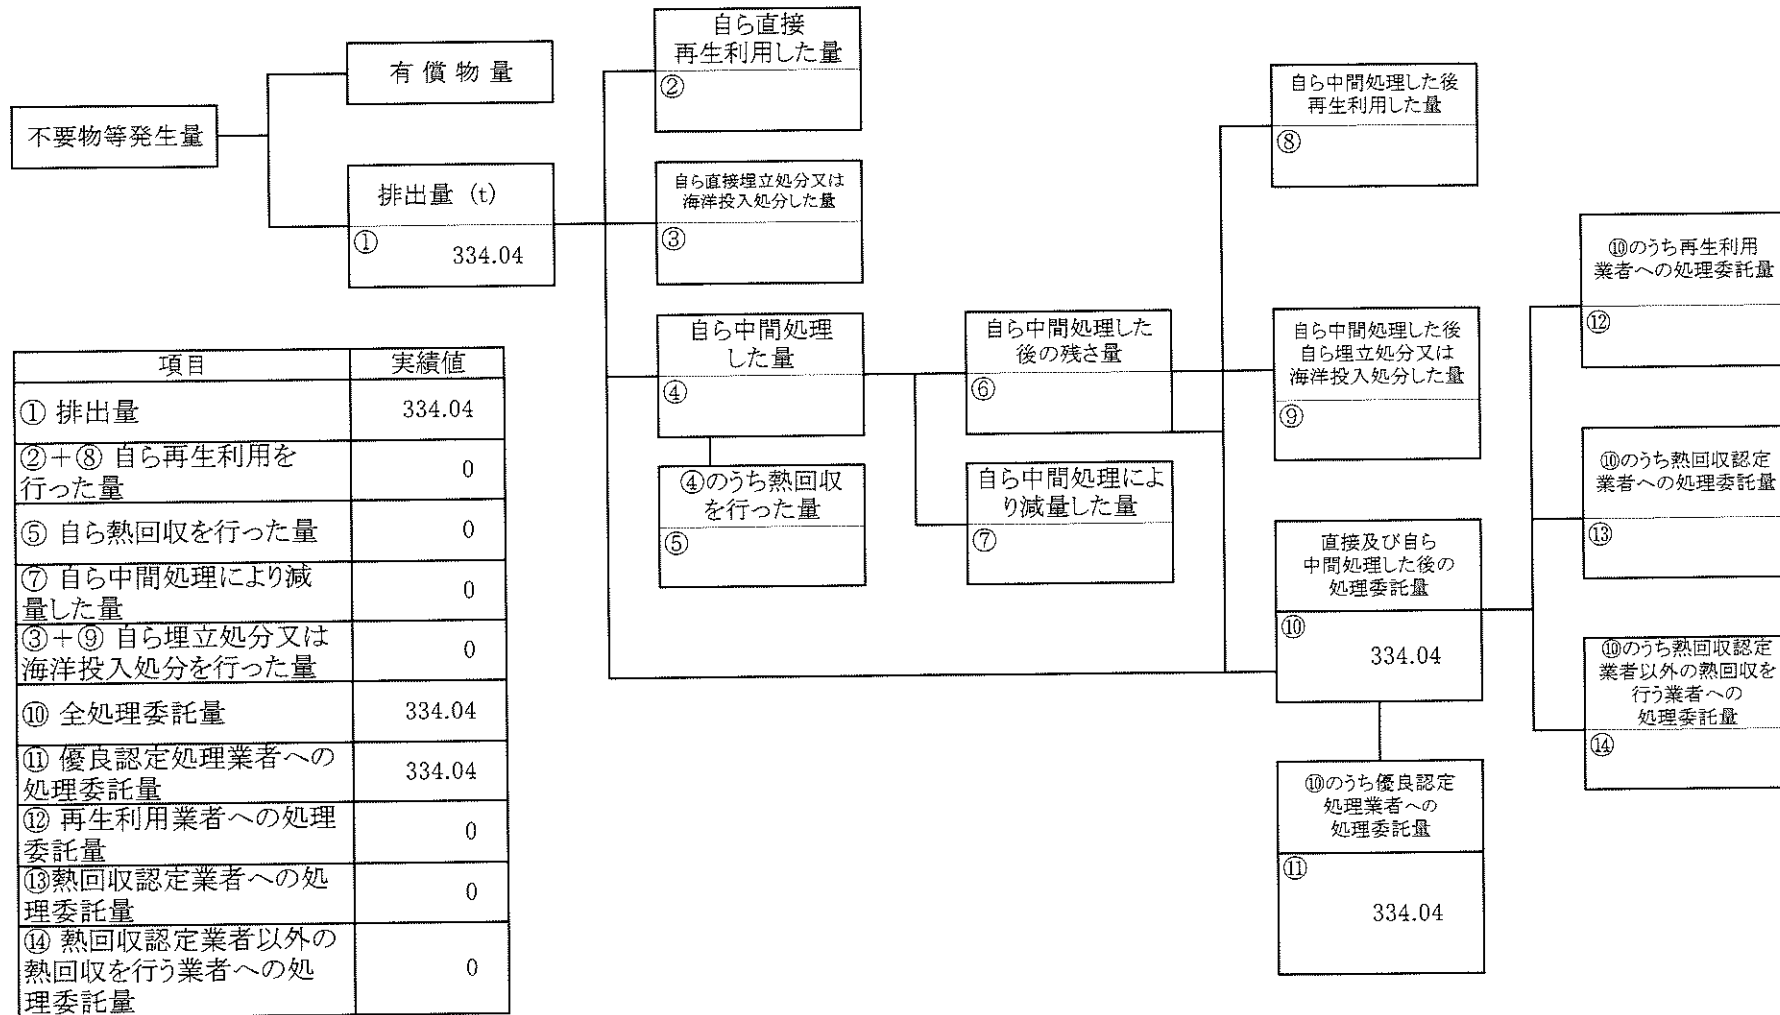 不要物等発生量
有償物量
排出量 (t)
①
334.04
自ら直接
再生利用した量
②
自ら直接埋立処分又は
海洋投入処分した量
③
自ら中間処理
した量
④
④のうち熱回収
を行った量
⑤
自ら中間処理した
後の残さ量
⑥
自ら中間処理によ
り減量した量
⑦
自ら中間処理した後
再生利用した量
⑧
自ら中間処理した後
自ら埋立処分又は
海洋投入処分した量
⑨
直接及び自ら
中間処理した後の
処理委託量
⑩
334.04
⑩のうち優良認定
処理業者への
処理委託量
⑪
334.04
⑩のうち再生利用
業者への処理委託量
⑫
⑩のうち熱回収認定
業者への処理委託量
⑬
⑩のうち熱回収認定
業者以外の熱回収を
行う業者への
処理委託量
⑭
項目 実績値
① 排出量 334.04
②+⑧ 自ら再生利用を
行った量 0
⑤ 自ら熱回収を行った量 0
⑦ 自ら中間処理により減
量した量 0
③+⑨ 自ら埋立処分又は
海洋投入処分を行った量 0
⑩ 全処理委託量 334.04
⑪ 優良認定処理業者への
処理委託量 334.04
⑫ 再生利用業者への処理
委託量 0
⑬熱回収認定業者への処
理委託量 0
⑭ 熱回収認定業者以外の
熱回収を行う業者への処
理委託量 0